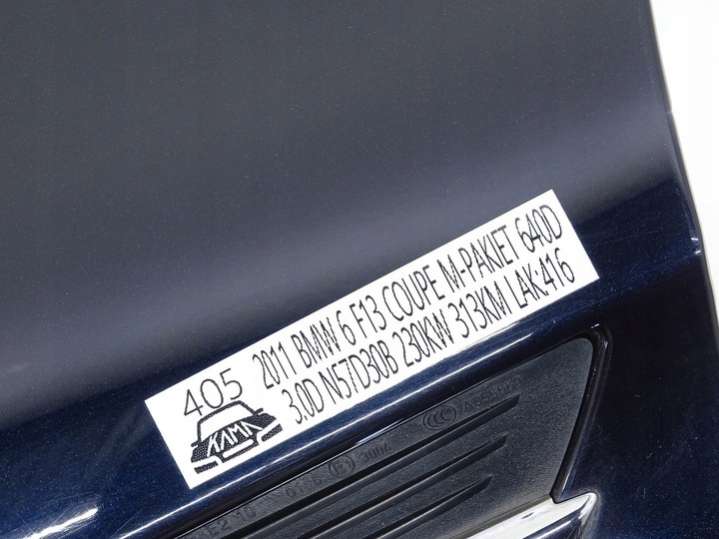 405
KAMA
2011 BMW 6 F13 COUPE M-PAKIET 640D
3.0D N57D30B 230KW 313KM LAK:416